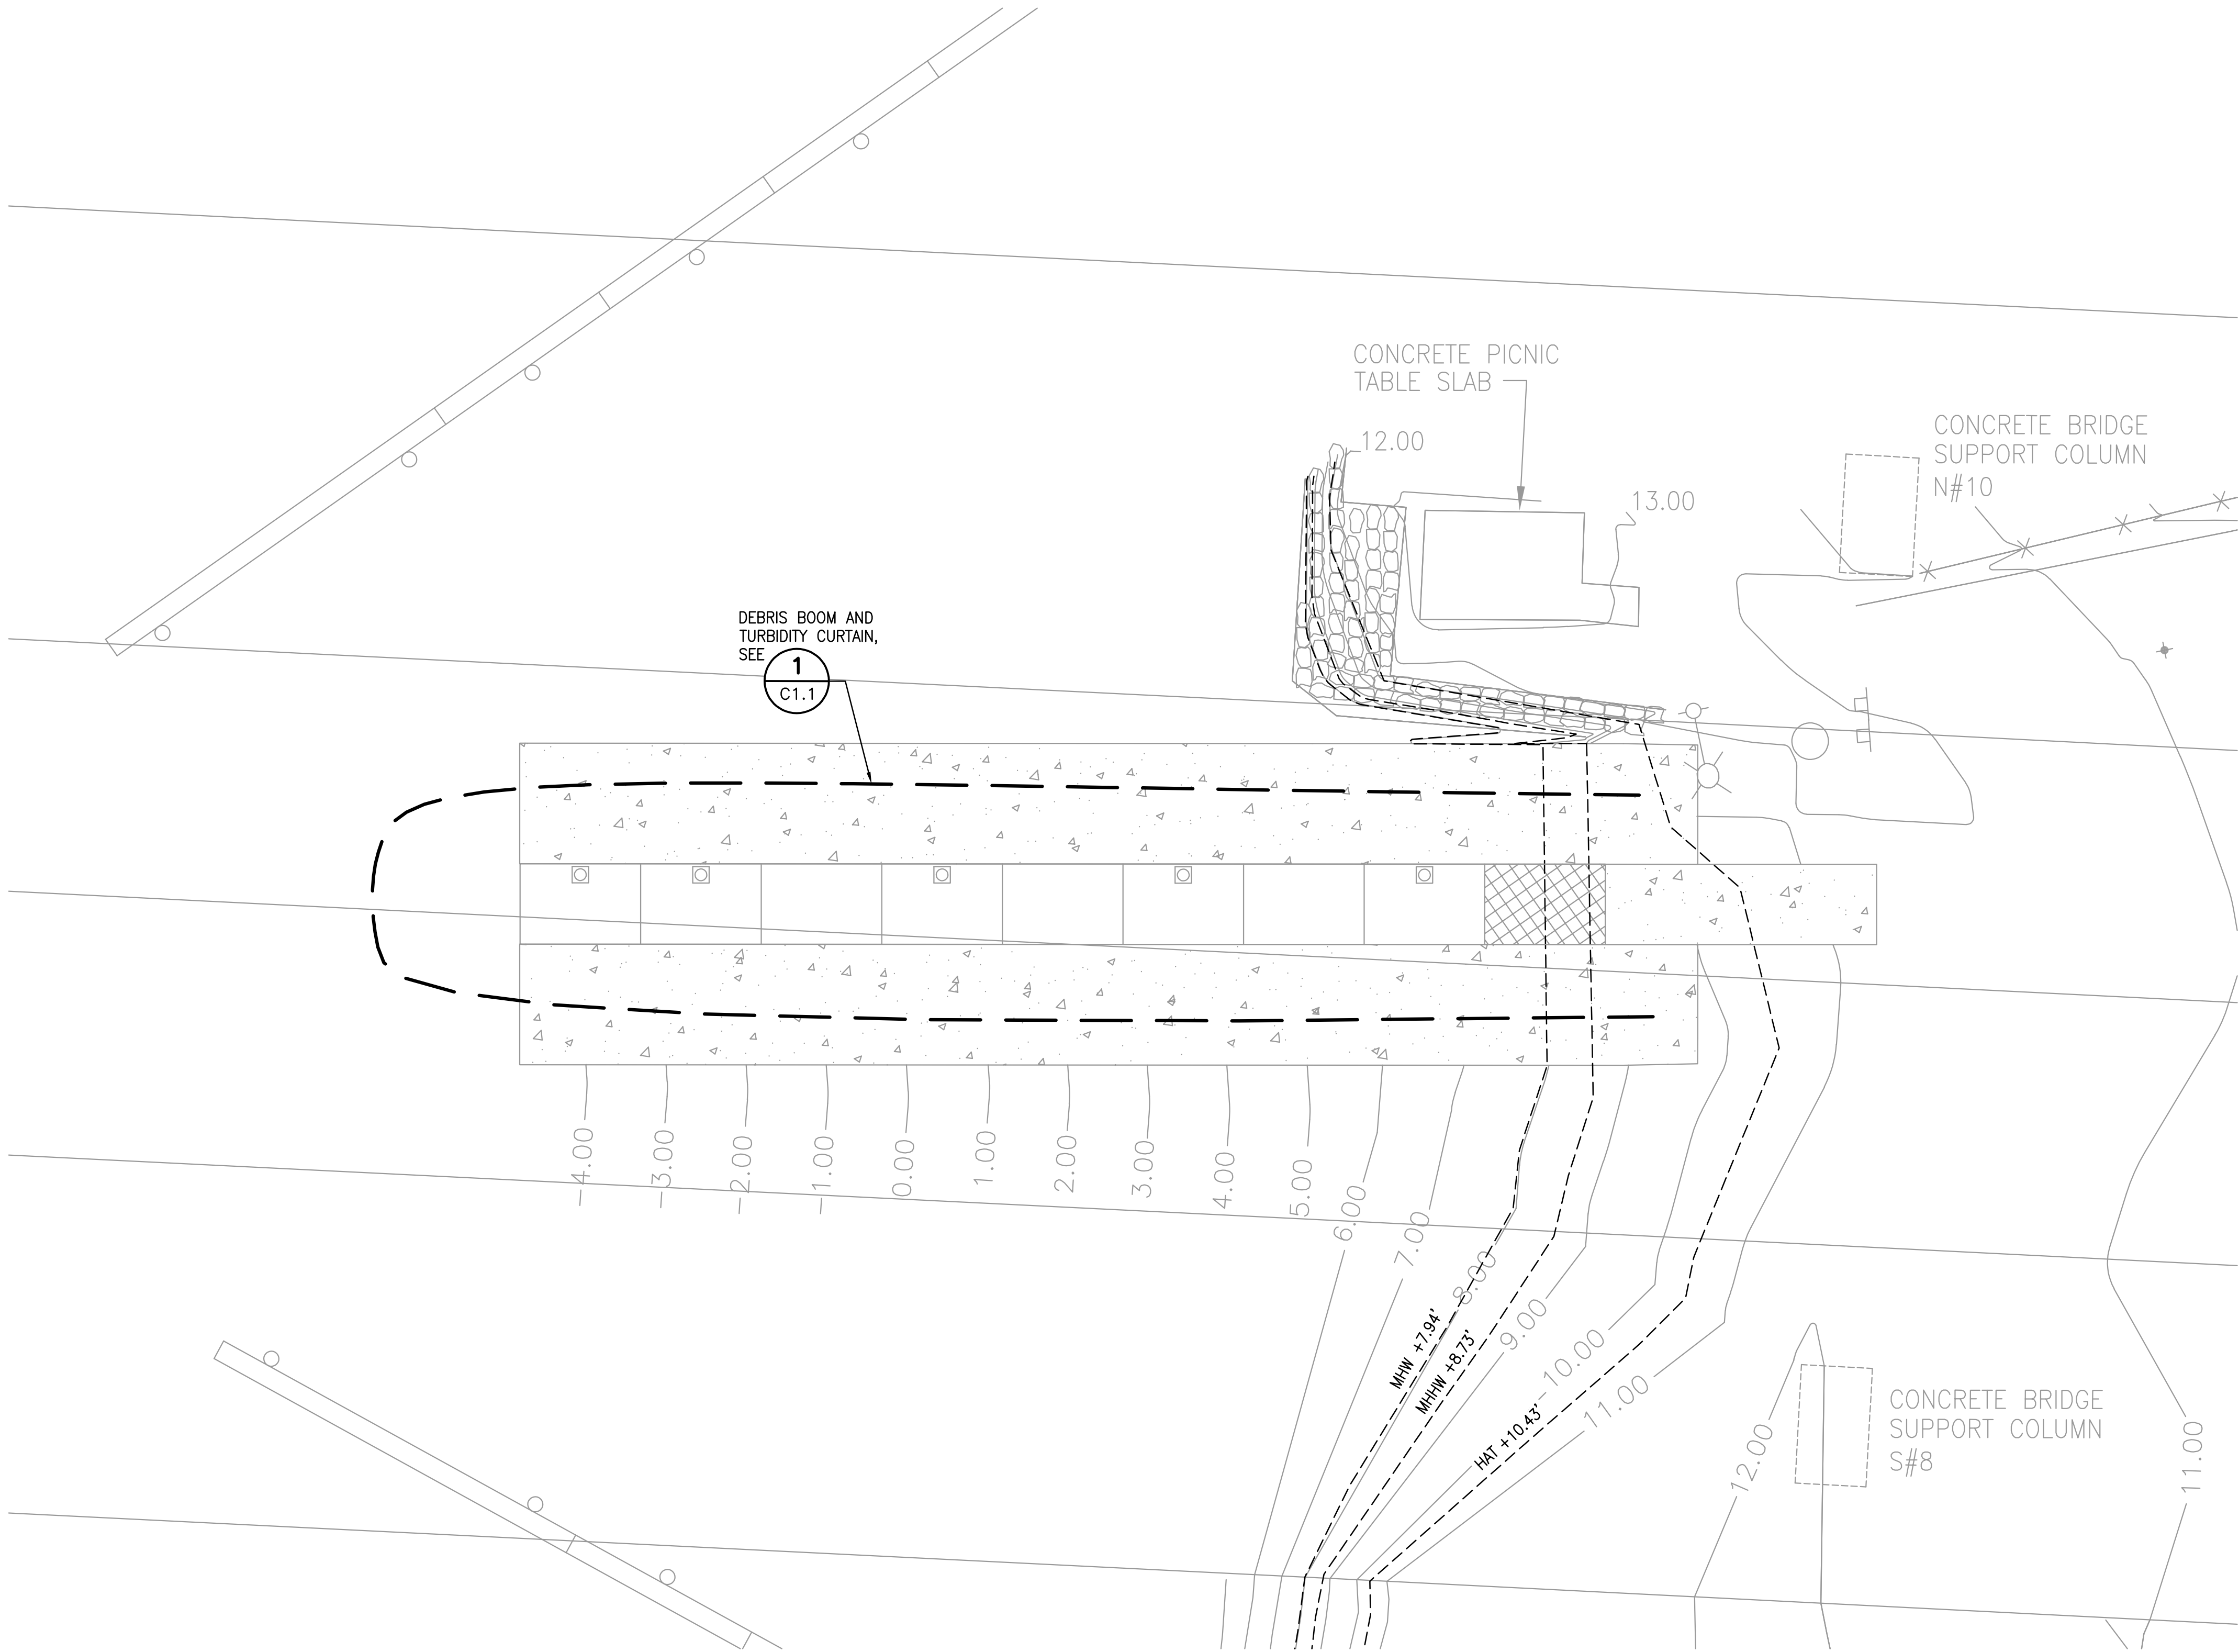 CONCRETE PICNIC
TABLE SLAB
12.00
13.00
CONCRETE BRIDGE
SUPPORT COLUMN
N#10
DEBRIS BOOM AND
TURBIDITY CURTAIN,
SEE
1
C1.1
-4.00
-3.00
-2.00
-1.00
0.00
1.00
2.00
3.00
4.00
5.00
6.00
7.00
8.00
9.00
10.00
11.00
MHW +7.94'
MHHW +8.73'
HAT +10.43'
12.00
CONCRETE BRIDGE
SUPPORT COLUMN
S#8
11.00